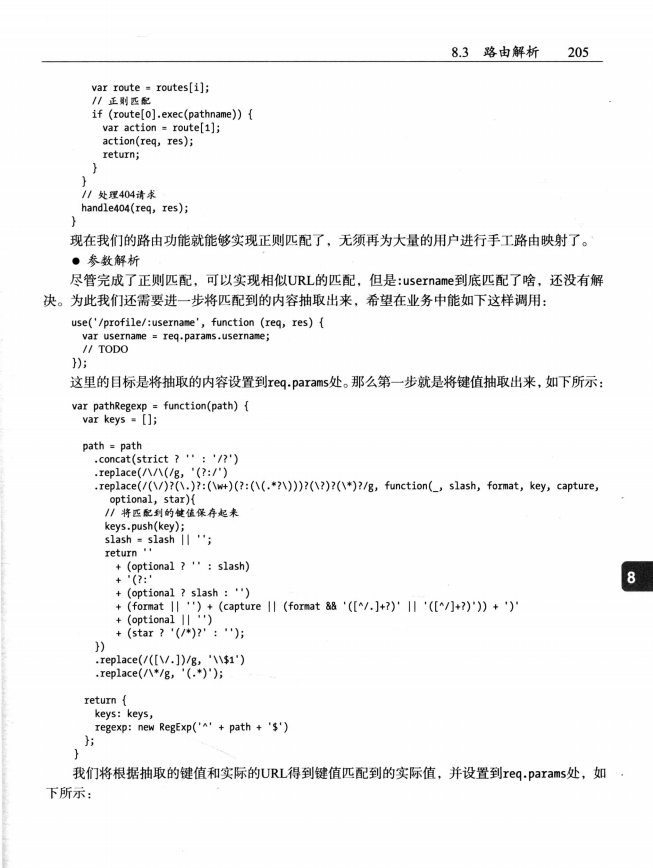 8.3 路由解析 205
var route = routes[i];
// 正则匹配
if (route[0].exec(pathname)) {
var action = route[1];
action(req, res);
return;
}
}
// 处理404请求
handle404(req, res);
}
现在我们的路由功能就能够实现正则匹配了，无须再为大量的用户进行手工路由映射了。
● 参数解析
尽管完成了正则匹配，可以实现相似URL的匹配，但是:username到底匹配了啥，还没有解
决。为此我们还需要进一步将匹配到的内容抽取出来，希望在业务中能如下这样调用：
use('/profile/:username', function (req, res) {
var username = req.params.username;
// TODO
});
这里的目标是将抽取的内容设置到req.params处。那么第一步就是将键值抽取出来，如下所示：
var pathRegexp = function(path) {
var keys = [];
path = path
.concat(strict ? '' : '/?')
.replace(/\/\(/g, '(?:/')
.replace(/(\/)?(\.)?:(\w+)(?:(\(.*?\)))?(\?)?(\*)?/g, function(_, slash, format, key, capture,
optional, star){
// 将匹配到的键值保存起来
keys.push(key);
slash = slash || '';
return ''
+ (optional ? '' : slash)
+ '(?:'
+ (optional ? slash : '')
+ (format || '') + (capture || (format && '([^/.]+?)' || '([^/]+?)')) + ')'
+ (optional || '')
+ (star ? '(/*)?' : '');
})
.replace(/([\/.])/g, '\\$1')
.replace(/\*/g, '(.*)');
return {
keys: keys,
regexp: new RegExp('^' + path + '$')
};
}
8
我们将根据抽取的键值和实际的URL得到键值匹配到的实际值，并设置到req.params处，如
下所示：